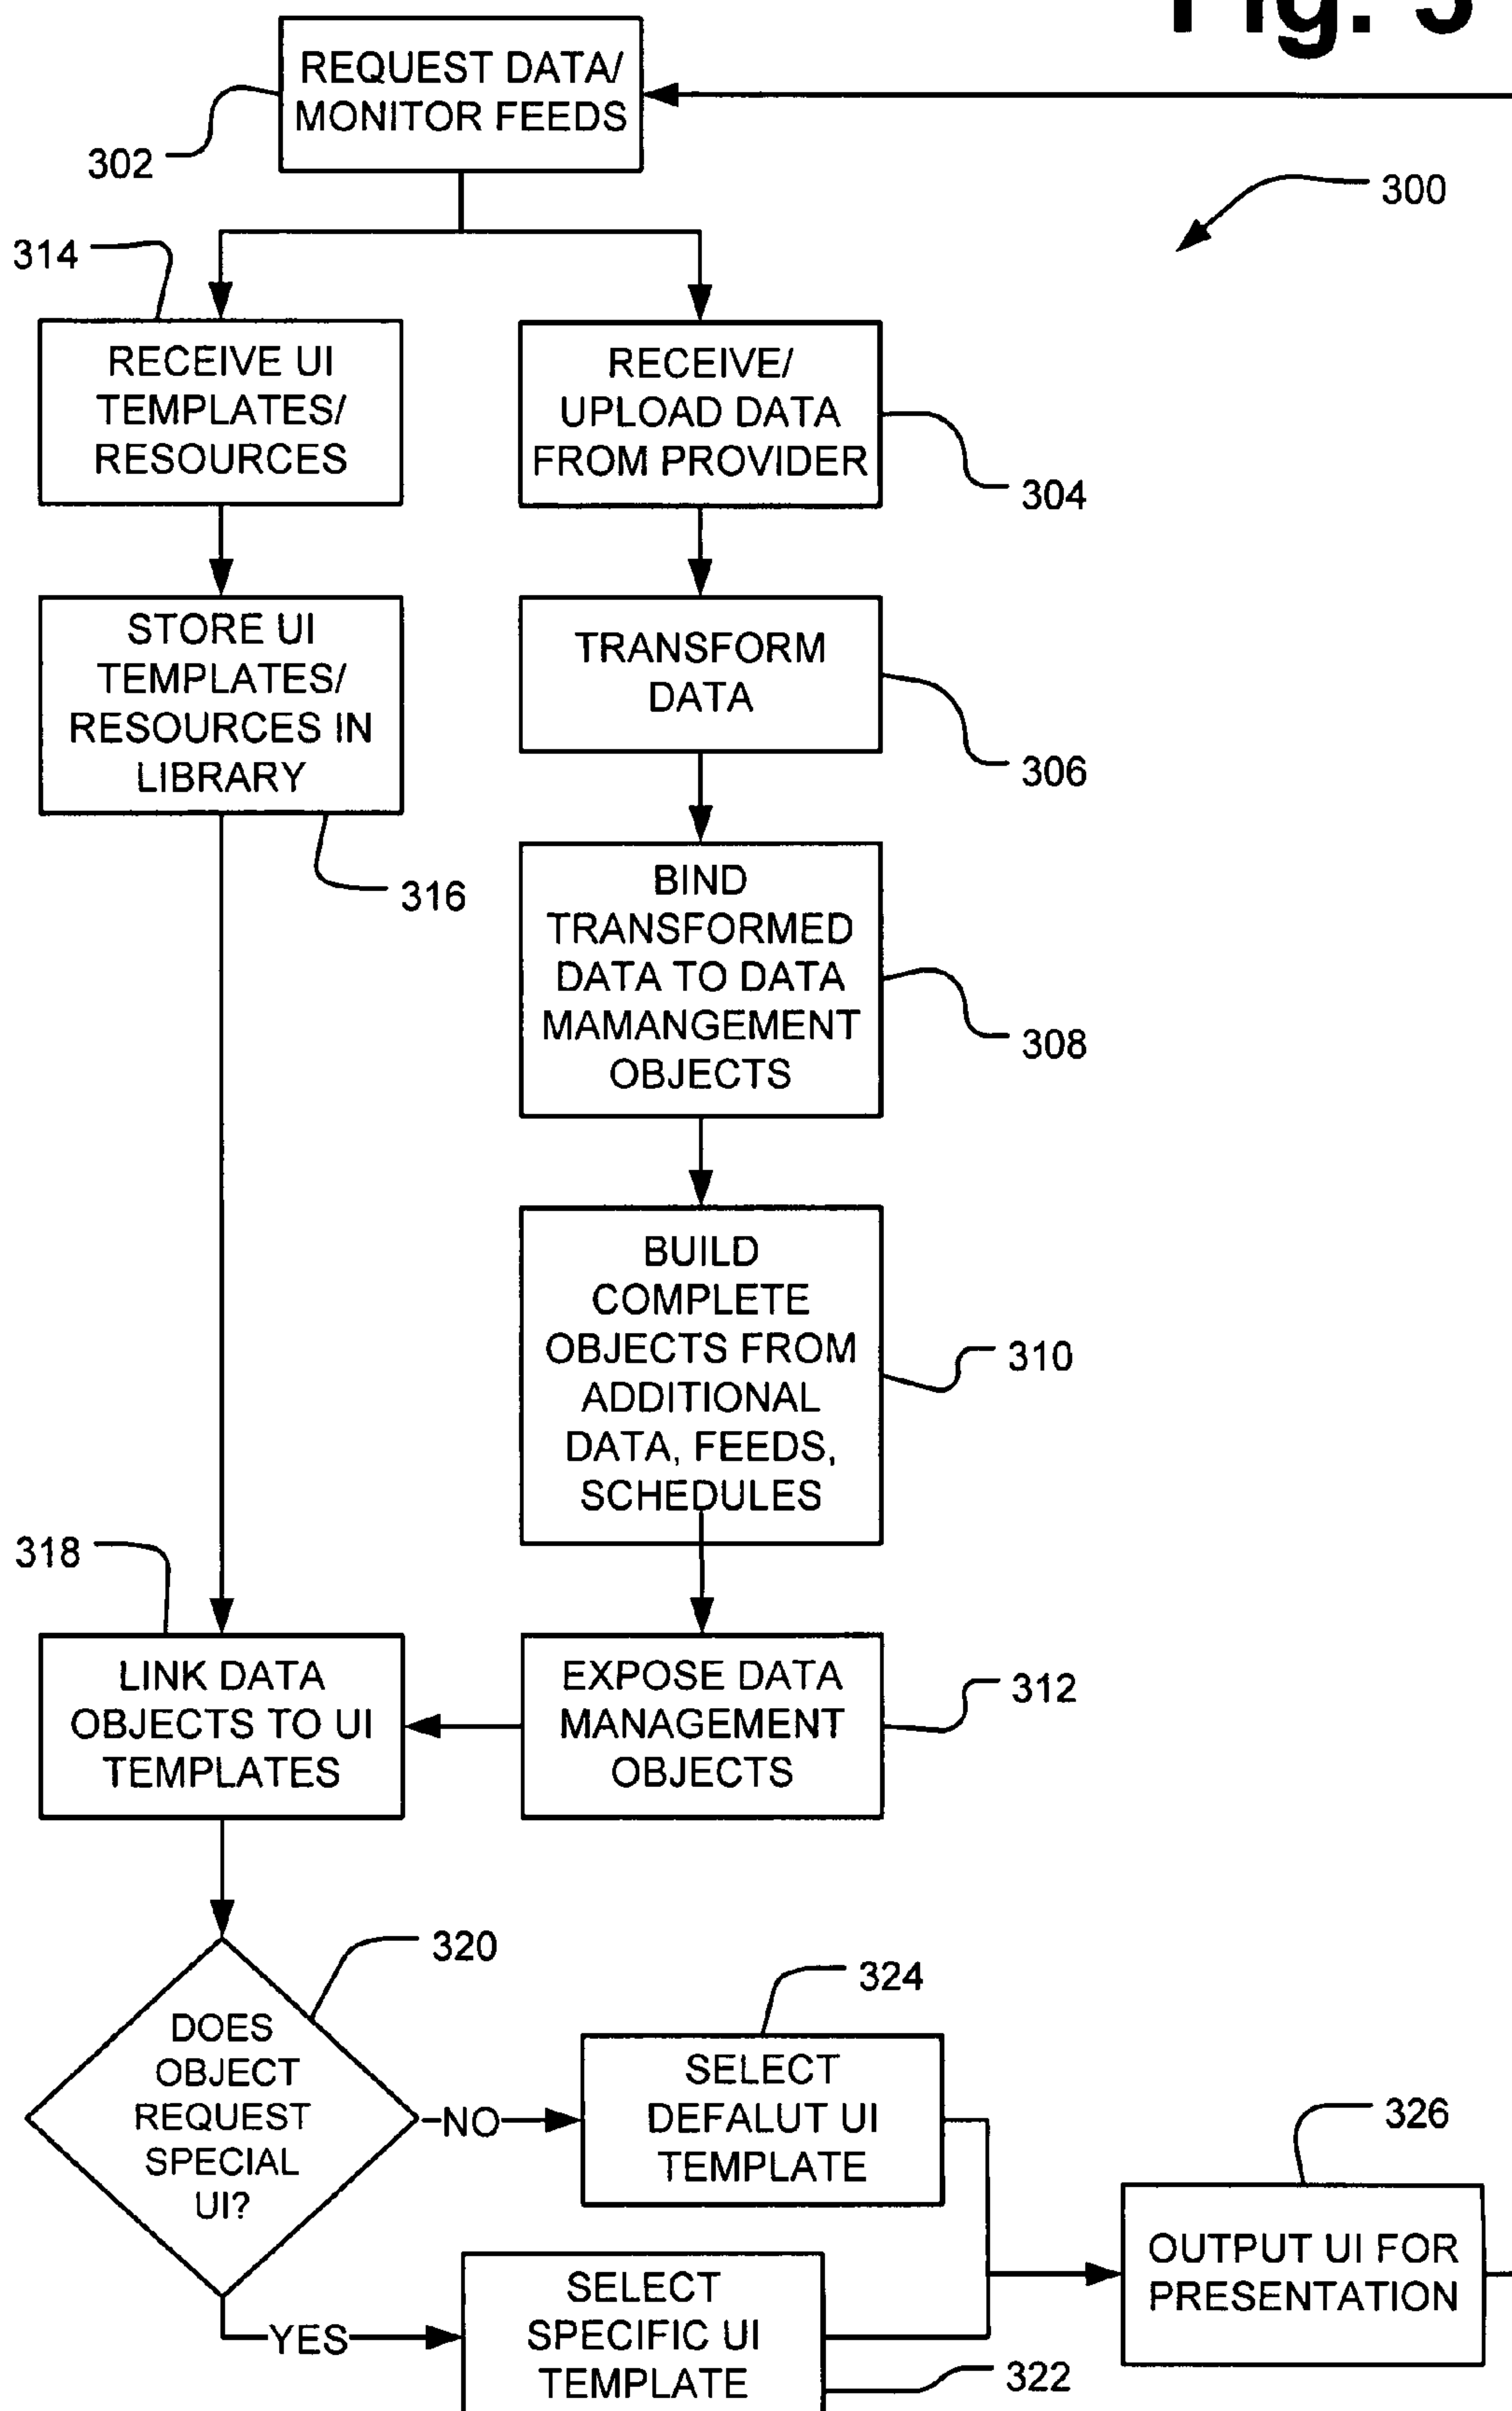 Fig. 3
REQUEST DATA/
MONITOR FEEDS
302
300
314
RECEIVE UI
TEMPLATES/
RESOURCES
RECEIVE/
UPLOAD DATA
FROM PROVIDER
304
STORE UI
TEMPLATES/
RESOURCES IN
LIBRARY
316
TRANSFORM
DATA
306
BIND
TRANSFORMED
DATA TO DATA
MAMANGEMENT
OBJECTS
308
BUILD
COMPLETE
OBJECTS FROM
ADDITIONAL
DATA, FEEDS,
SCHEDULES
310
318
LINK DATA
OBJECTS TO UI
TEMPLATES
EXPOSE DATA
MANAGEMENT
OBJECTS
312
320
DOES
OBJECT
REQUEST
SPECIAL
UI?
NO
324
SELECT
DEFALUT UI
TEMPLATE
YES
SELECT
SPECIFIC UI
TEMPLATE
322
326
OUTPUT UI FOR
PRESENTATION